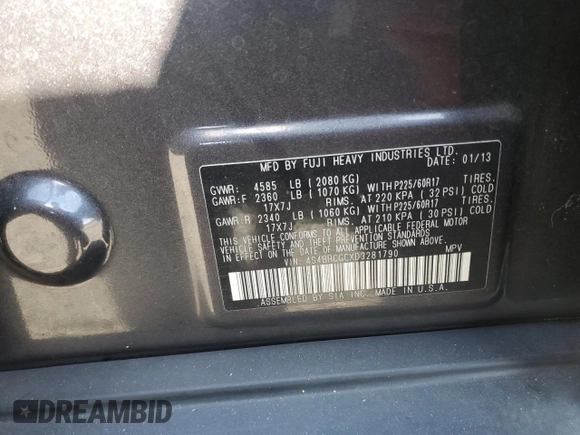 MFD BY FUJI HEAVY INDUSTRIES LTD.
DATE: 01/13
GVWR: 4585 LB (2080 KG)
GAWR:F 2360 LB (1070 KG) WITH P225/60R17 TIRES.
17X7J RIMS. AT 220 KPA (32 PSI) COLD
GAWR:R 2340 LB (1060 KG) WITH P225/60R17 TIRES.
17X7J RIMS. AT 210 KPA (30 PSI) COLD
THIS VEHICLE CONFORMS TO ALL APPLICABLE FEDERAL MOTOR
VEHICLE SAFETY AND THEFT PREVENTION STANDARDS
IN EFFECT ON THE DATE OF MANUFACTURE SHOWN ABOVE.
VIN: 4S4BRCGCXD3281790 MPV
ASSEMBLED BY SIA INC. MADE IN U.S.A.
DREAMBID